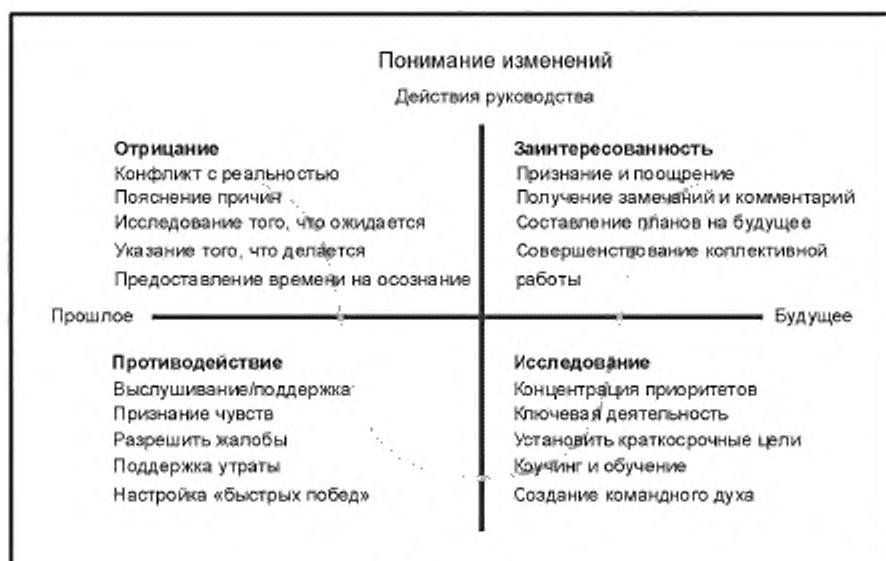 Понимание изменений
Действия руководства
Отрицание
Конфликт с реальностью
Пояснение причин
Исследование того, что ожидается
Указание того, что делается
Предоставление времени на осознание
Заинтересованность
Признание и поощрение
Получение замечаний и комментарий
Составление планов на будущее
Совершенствование коллективной
работы
Прошлое
Будущее
Противодействие
Выслушивание/поддержка
Признание чувств
Разрешить жалобы
Поддержка утраты
Настройка «быстрых побед»
Исследование
Концентрация приоритетов
Ключевая деятельность
Установить краткосрочные цели
Коучинг и обучение
Создание командного духа